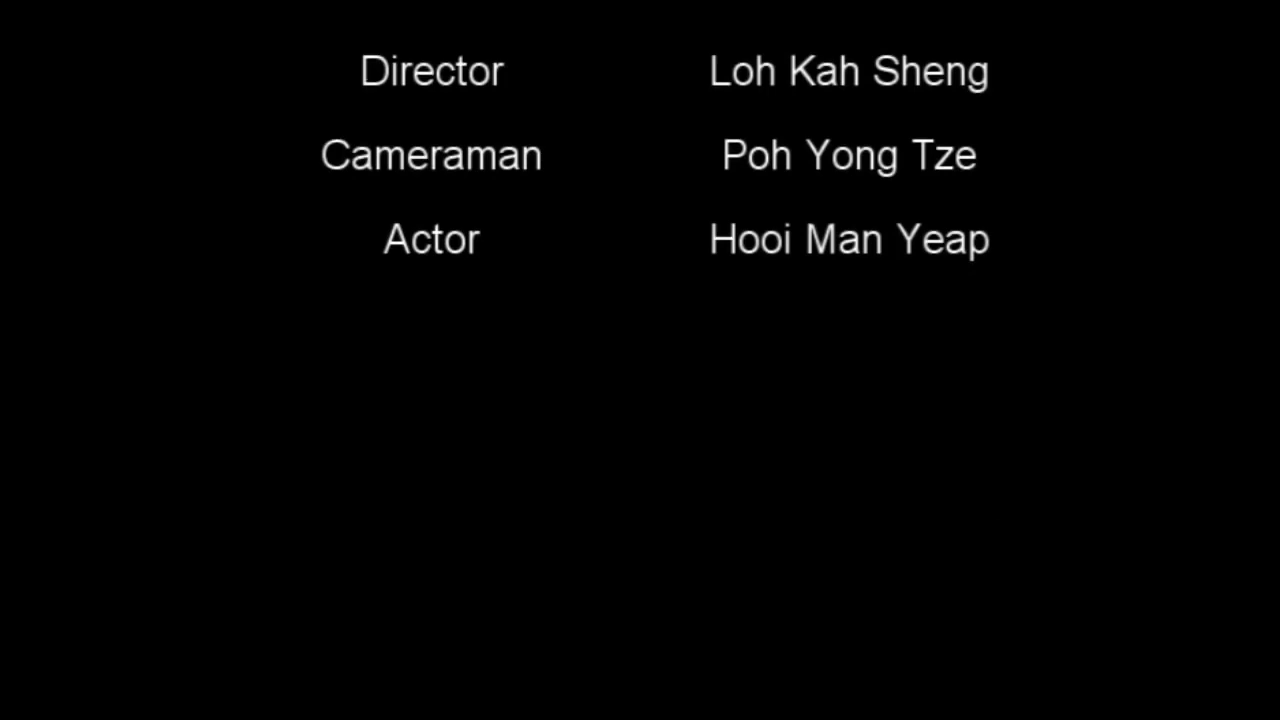 Director Loh Kah Sheng
Cameraman Poh Yong Tze
Actor Hooi Man Yeap